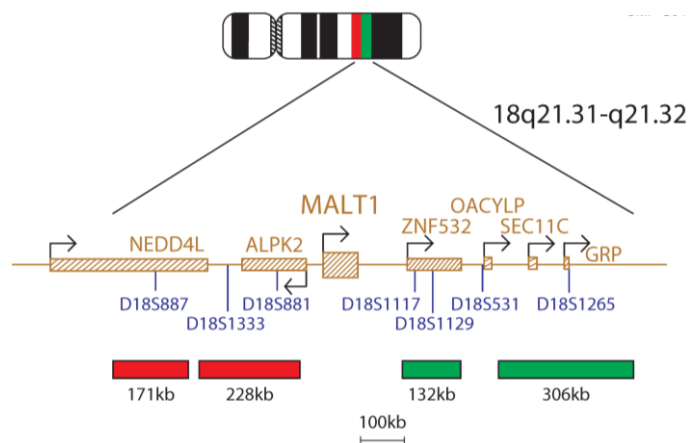 18q21.31-q21.32
MALT1
OACYLP
ZNF532
SEC11C
NEDD4L
ALPK2
GRP
D18S887
D18S881
D18S1117
D18S531
D18S1265
D18S1333
D18S1129
171kb
228kb
132kb
306kb
100kb